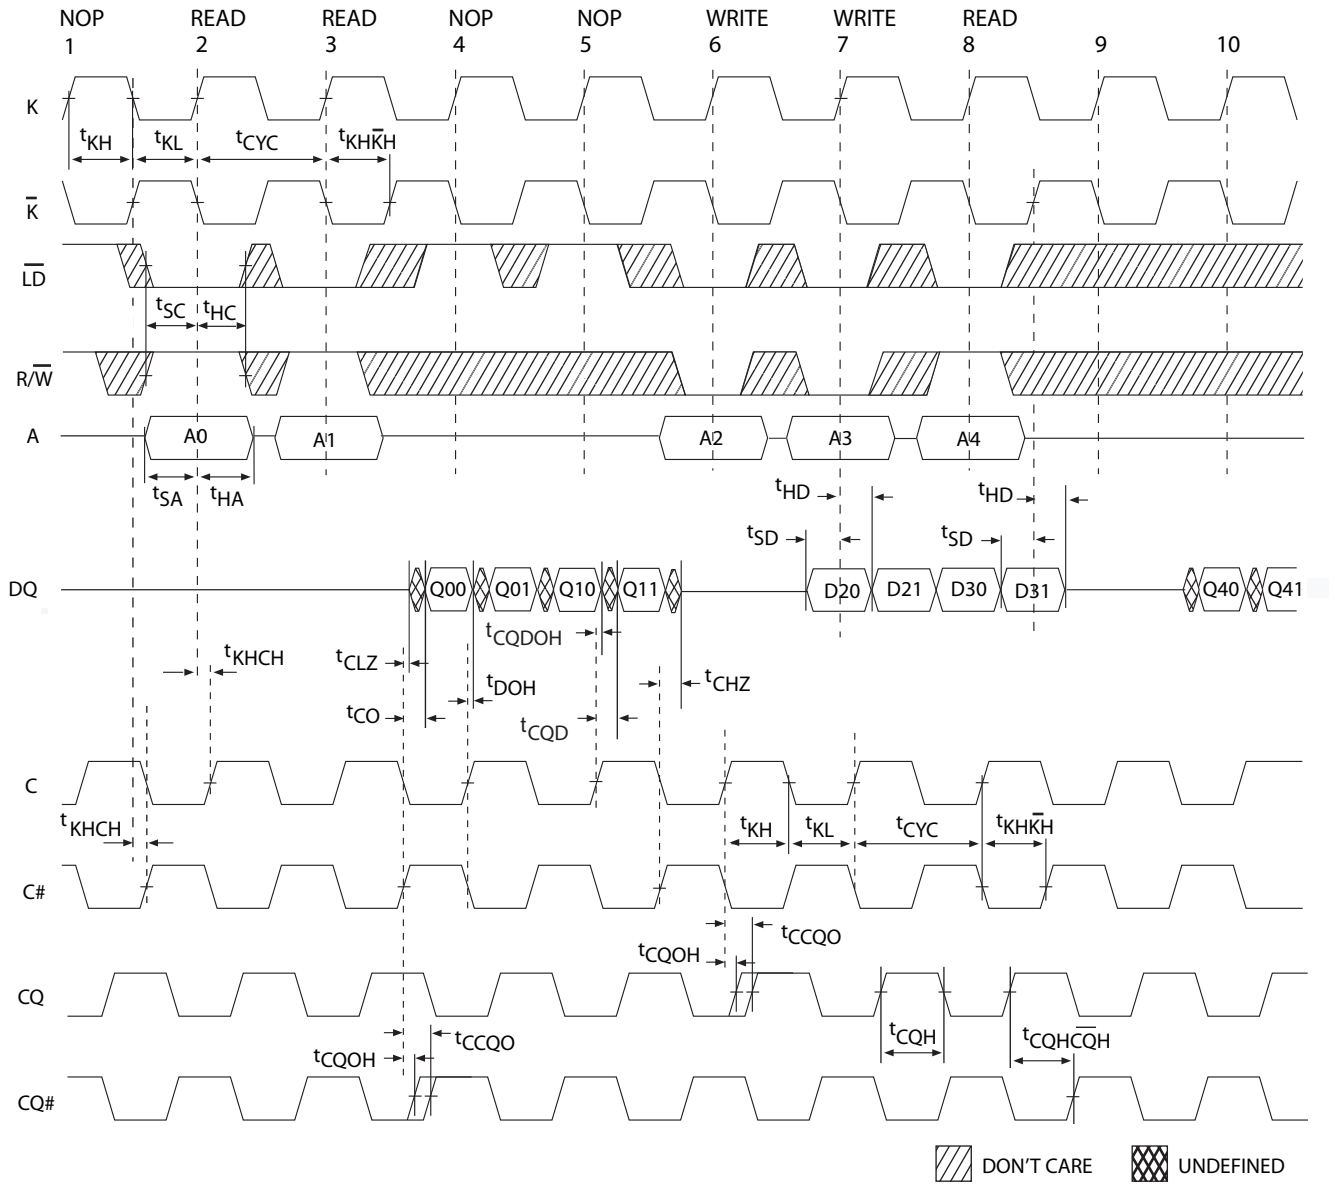 NOP READ READ NOP NOP WRITE WRITE READ
1 2 3 4 5 6 7 8 9 10
K
tKH tKL tCYC tKHK̅H
K̅
L̅D̅
tSC tHC
R/W̅
A A0 A1 A2 A3 A4
tSA tHA tHD tHD
tSD tSD
DQ Q00 Q01 Q10 Q11 D20 D21 D30 D31 Q40 Q41
tCQDOH
tKHCH tCLZ tDOH tCHZ
tCO tCQD
C
tKHCH tKH tKL tCYC tKHK̅H
C#
tCCQO
tCQOH
CQ
tCCQO tCQH tCQHC̅Q̅H
tCQOH
CQ#
DON'T CARE UNDEFINED